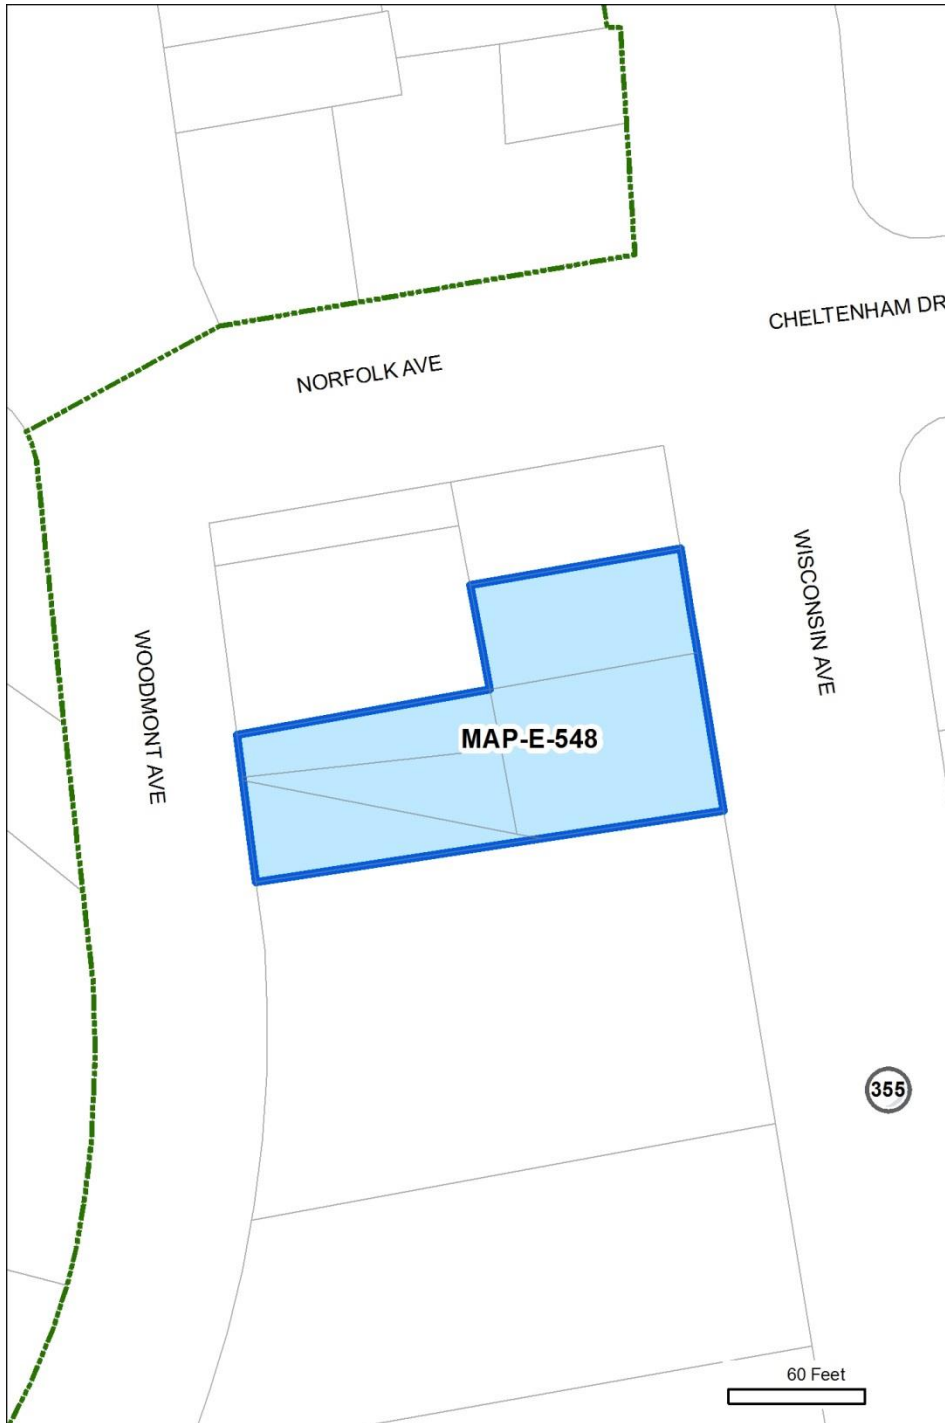 CHELTENHAM DR
NORFOLK AVE
WISCONSIN AVE
WOODMONT AVE
MAP-E-548
355
60 Feet